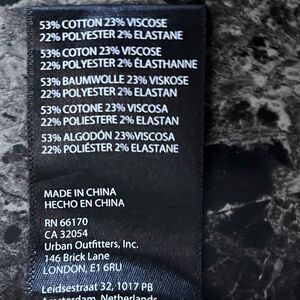 53% COTTON 23% VISCOSE
22% POLYESTER 2% ELASTANE
53% COTON 23% VISCOSE
22% POLYESTER 2% ÉLASTHANNE
53% BAUMWOLLE 23% VISKOSE
22% POLYESTER 2% ELASTAN
53% COTONE 23% VISCOSA
22% POLIESTERE 2% ELASTAN
53% ALGODÓN 23%VISCOSA
22% POLIÉSTER 2% ELASTANE
MADE IN CHINA
HECHO EN CHINA
RN 66170
CA 32054
Urban Outfitters, Inc.
146 Brick Lane
LONDON, E1 6RU
Leidsestraat 32, 1017 PB
Amsterdam, Netherlands